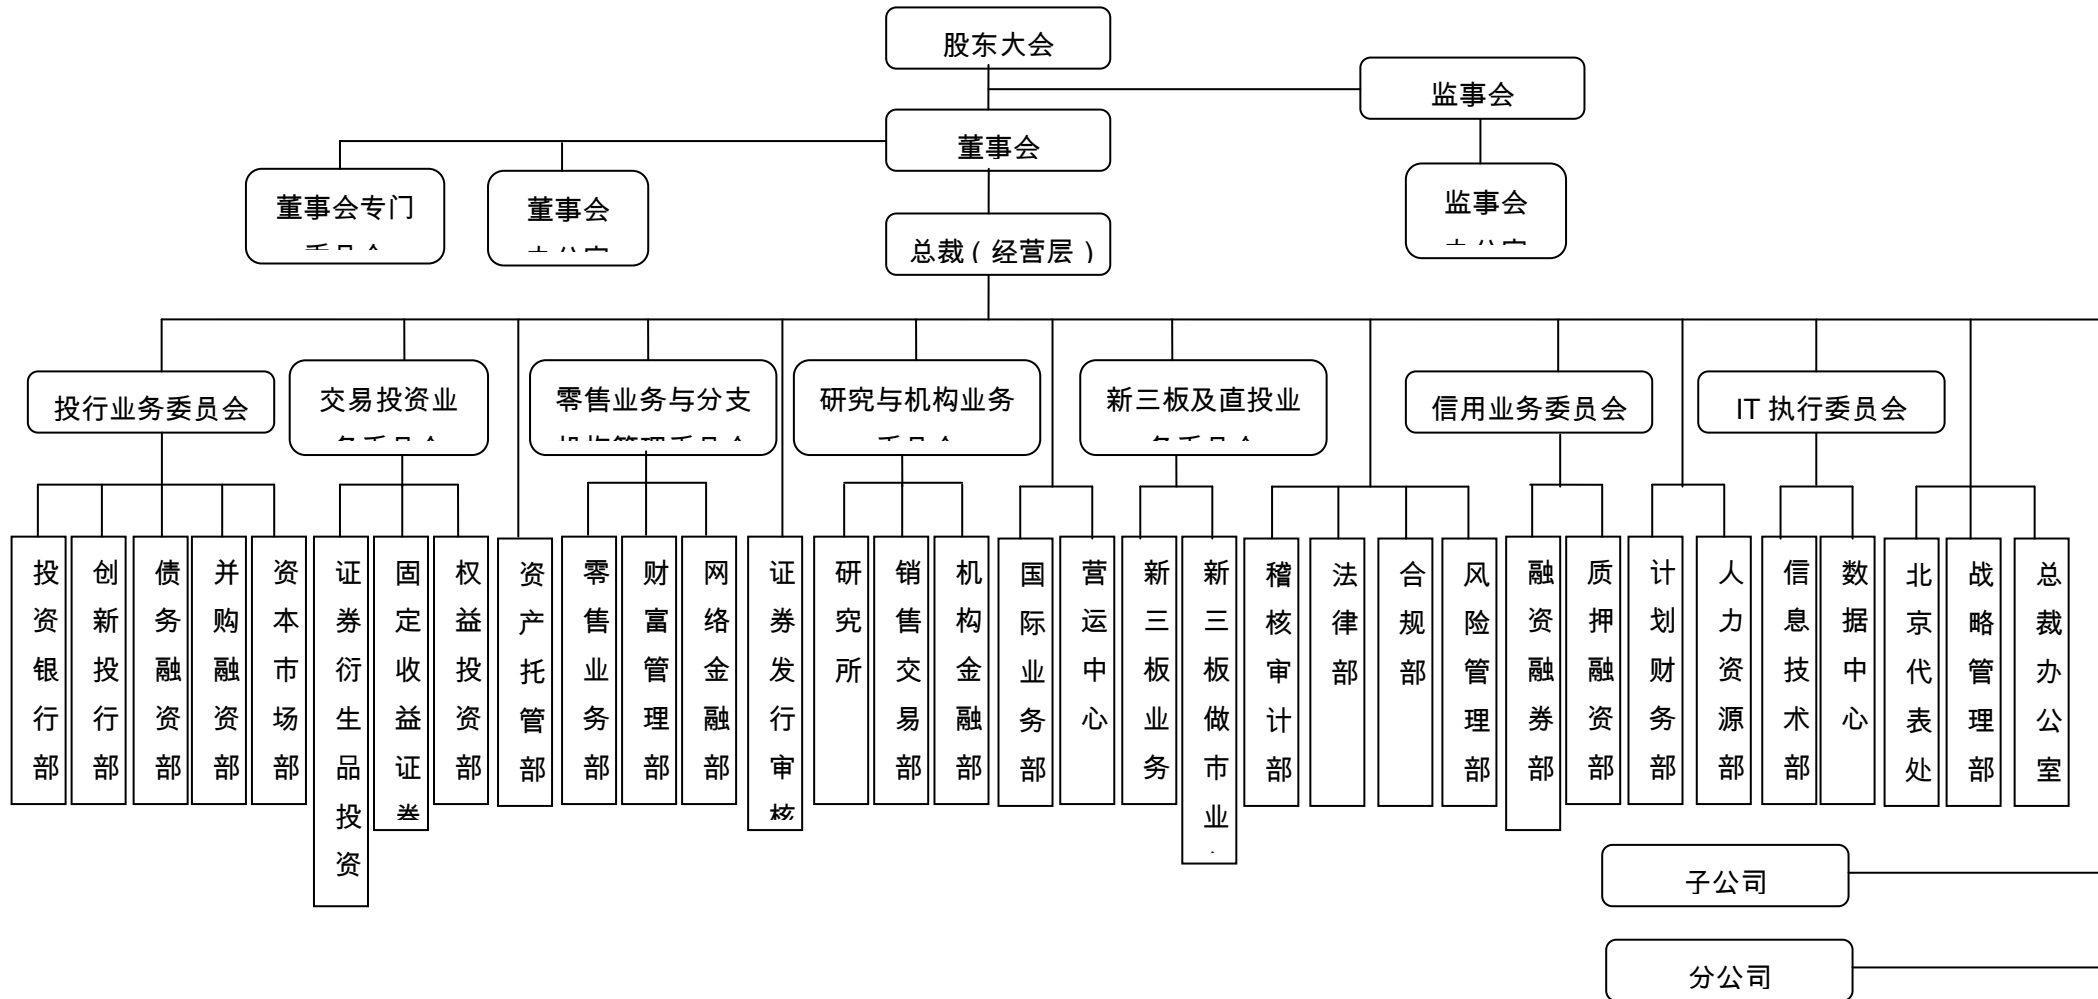 股东大会
监事会
董事会
董事会专门
董事会
监事会
总裁(经营层)
投行业务委员会
交易投资业
零售业务与分支
研究与机构业务
新三板及直投业
信用业务委员会
IT 执行委员会
投资银行部
创新投行部
债务融资部
并购融资部
资本市场部
证券衍生品投资
固定收益证券
权益投资部
资产托管部
零售业务部
财富管理部
网络金融部
证券发行审核
研究所
销售交易部
机构金融部
国际业务部
营运中心
新三板业务
新三板做市业
稽核审计部
法律部
合规部
风险管理部
融资融券部
质押融资部
计划财务部
人力资源部
信息技术部
数据中心
北京代表处
战略管理部
总裁办公室
子公司
分公司